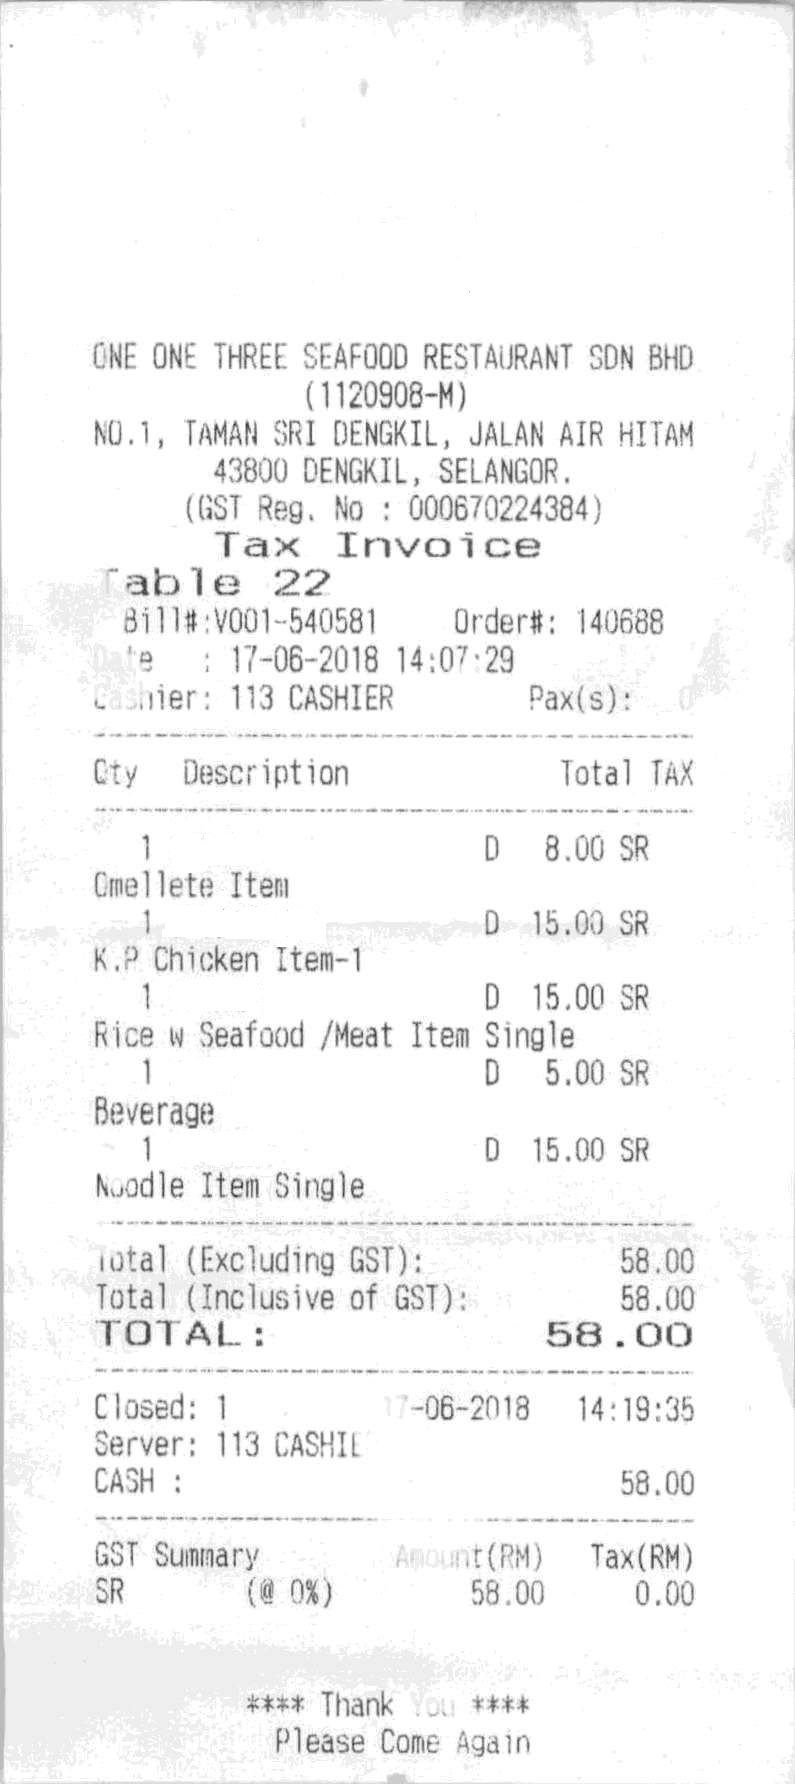 ONE ONE THREE SEAFOOD RESTAURANT SDN BHD
(1120908-M)
NO.1, TAMAN SRI DENGKIL, JALAN AIR HITAM
43800 DENGKIL, SELANGOR.
(GST Reg. No : 000670224384)
Tax Invoice
Table 22
Bill#:V001-540581 Order#: 140688
Date : 17-06-2018 14:07:29
Cashier: 113 CASHIER Pax(s): 0
Qty Description Total TAX
1 D 8.00 SR
Omellete Item
1 D 15.00 SR
K.P Chicken Item-1
1 D 15.00 SR
Rice w Seafood /Meat Item Single
1 D 5.00 SR
Beverage
1 D 15.00 SR
Noodle Item Single
Total (Excluding GST): 58.00
Total (Inclusive of GST): 58.00
TOTAL: 58.00
Closed: 1 17-06-2018 14:19:35
Server: 113
CASH : 58.00
GST Summary Amount(RM) Tax(RM)
SR (@ 0%) 58.00 0.00
**** Thank You ****
Please Come Again